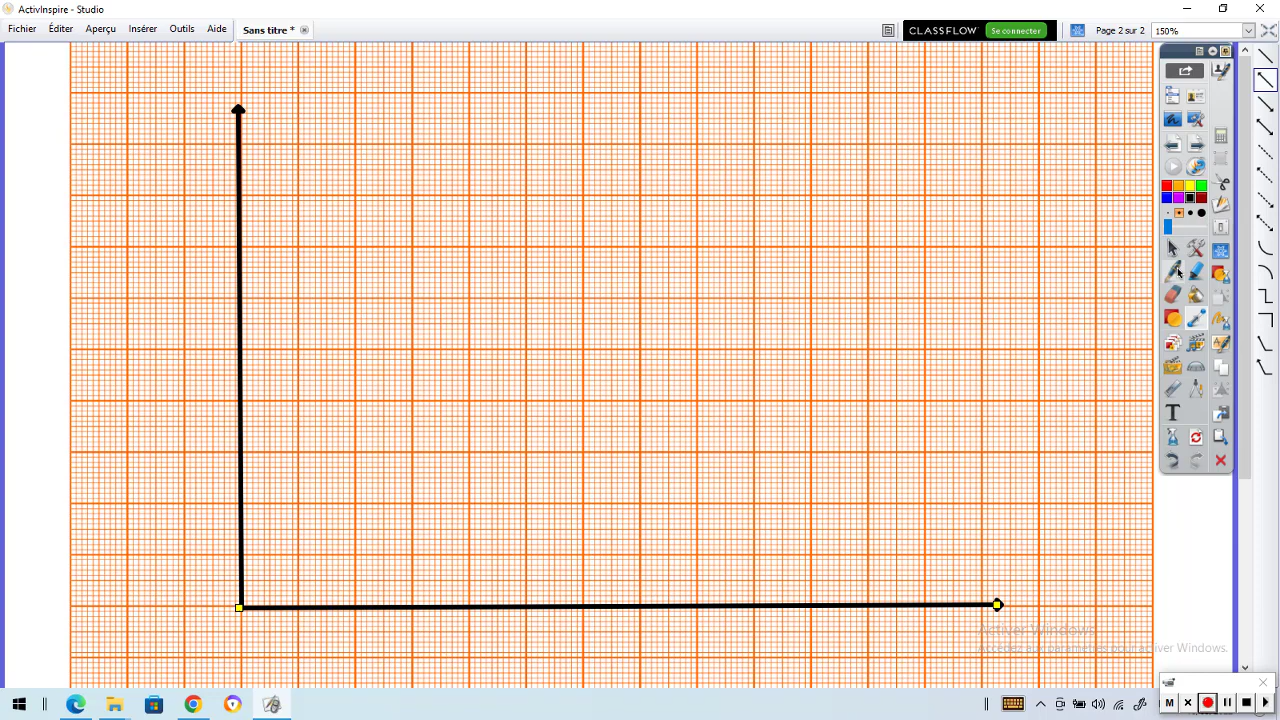 ActivInspire - Studio
Fichier Éditer Aperçu Insérer Outils Aide Sans titre * CLASSFLOW Se connecter Page 2 sur 2 150%
T
Activer Windows
Accédez aux paramètres pour activer Windows.
M